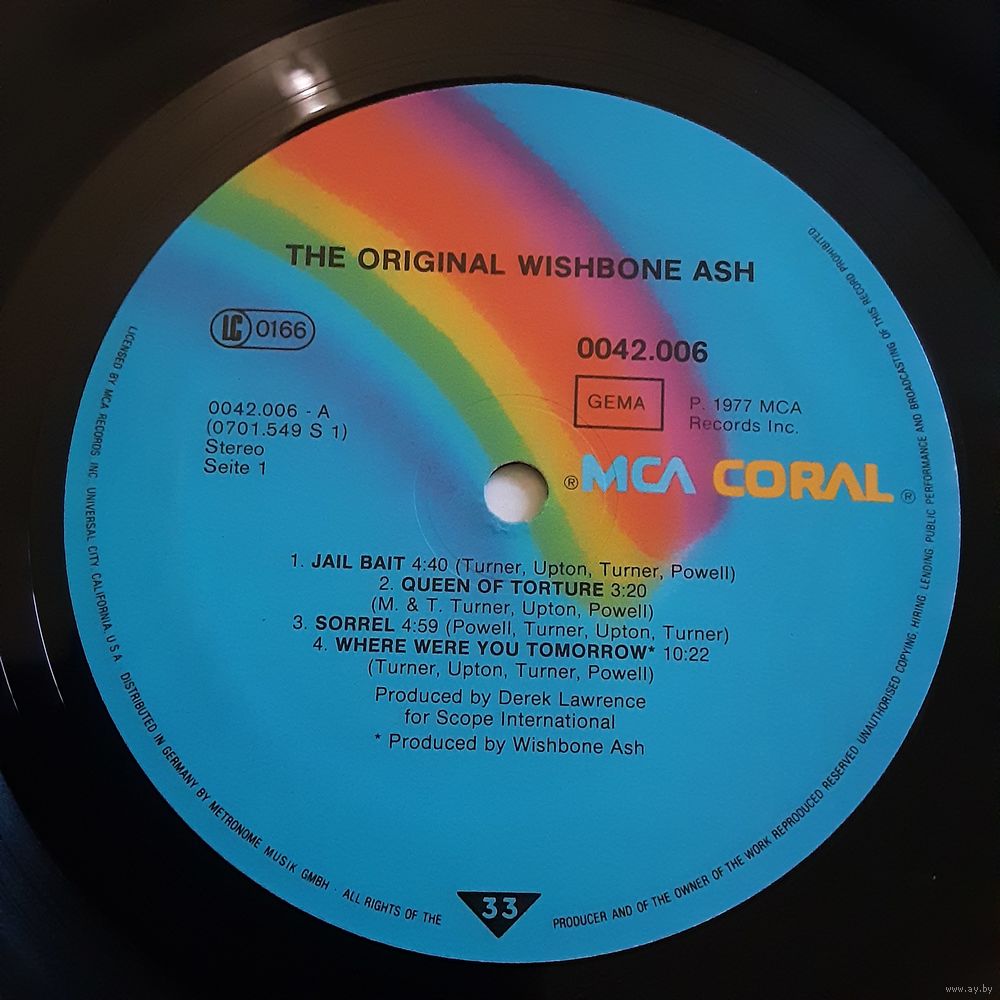 THE ORIGINAL WISHBONE ASH
LC 0166
0042.006
GEMA
P. 1977 MCA
Records Inc.
0042.006 - A
(0701.549 S 1)
Stereo
Seite 1
®MCA CORAL®
1. JAIL BAIT 4:40 (Turner, Upton, Turner, Powell)
2. QUEEN OF TORTURE 3:20
(M. & T. Turner, Upton, Powell)
3. SORREL 4:59 (Powell, Turner, Upton, Turner)
4. WHERE WERE YOU TOMORROW* 10:22
(Turner, Upton, Turner, Powell)
Produced by Derek Lawrence
for Scope International
* Produced by Wishbone Ash
LICENSED BY MCA RECORDS, INC. UNIVERSAL CITY CALIFORNIA, U.S.A. DISTRIBUTED IN GERMANY BY METRONOME MUSIK GMBH · ALL RIGHTS OF THE
33
PRODUCER AND OF THE OWNER OF THE WORK REPRODUCED RESERVED UNAUTHORISED COPYING, HIRING LENDING PUBLIC PERFORMANCE AND BROADCASTING OF THIS RECORD PROHIBITED
www.ay.by